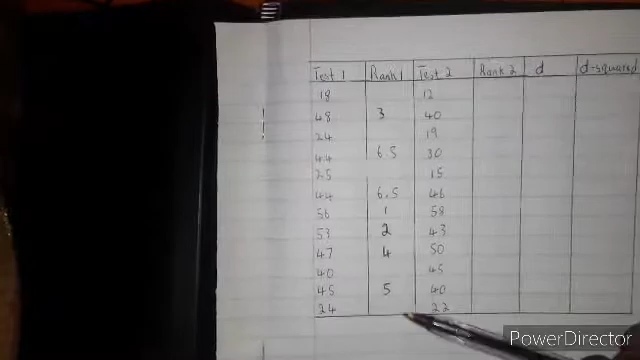 Test 1 Rank 1 Test 2 Rank 2 d d-squared
18 12
48 3 40
24 19
44 6.5 30
25 15
44 6.5 46
56 1 58
53 2 43
47 4 50
40 45
45 5 40
24 22
PowerDirector